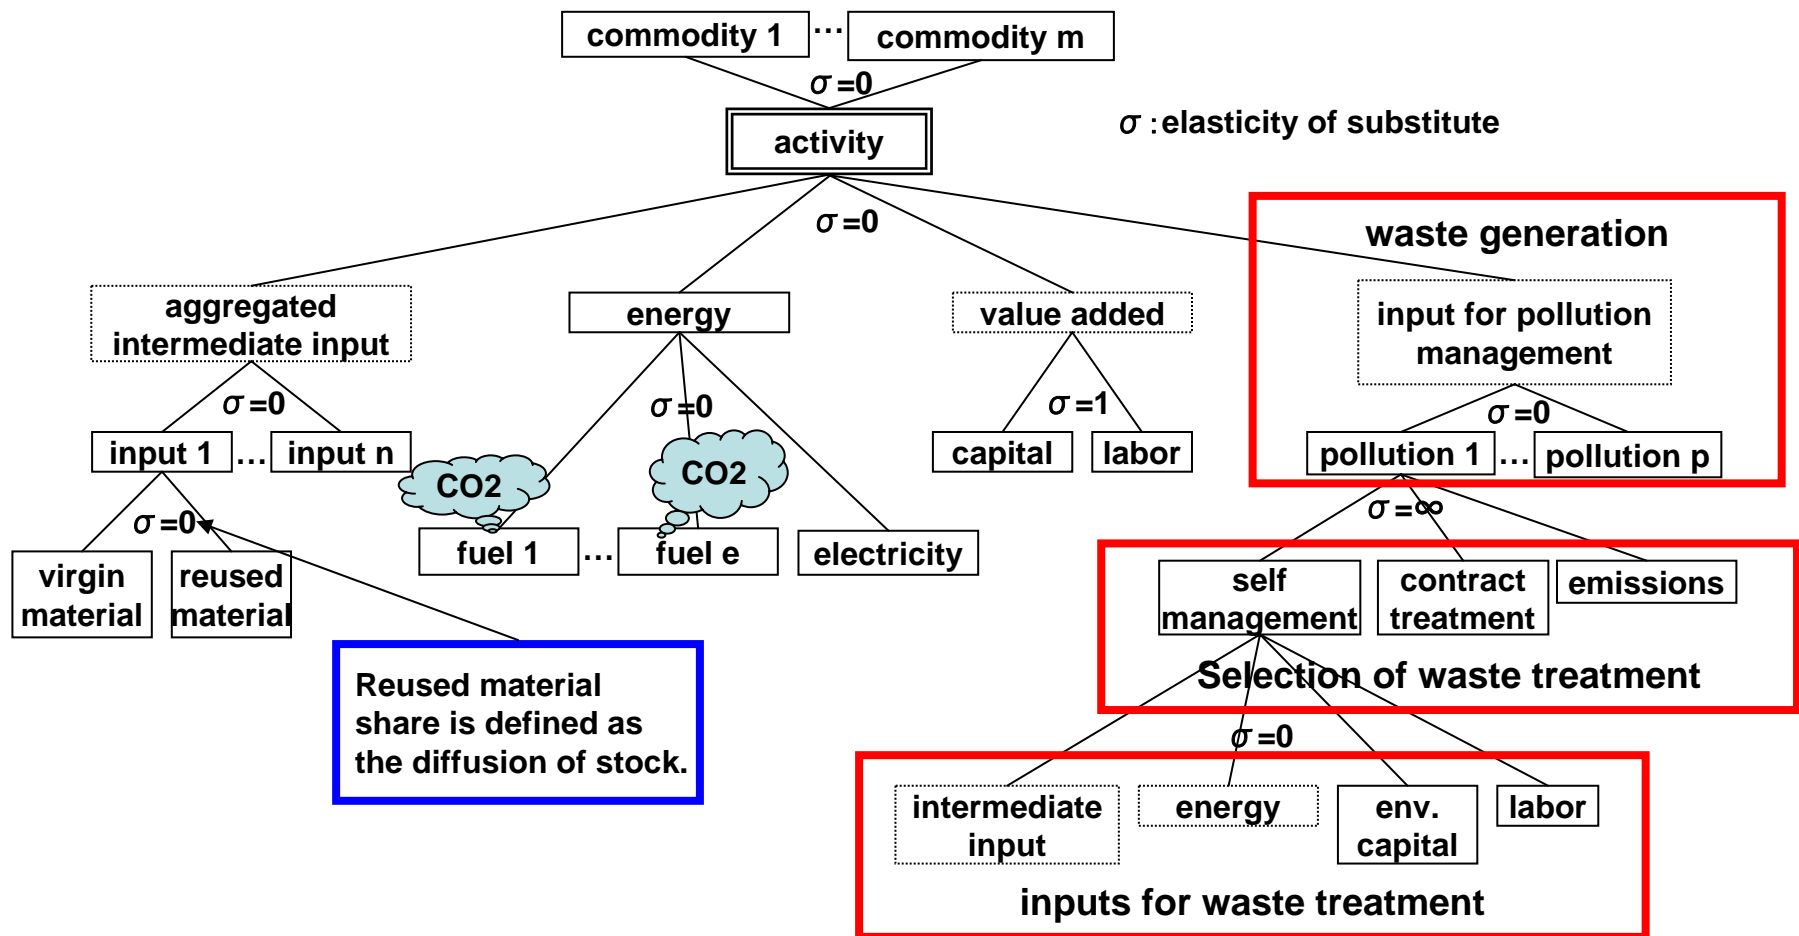 commodity 1 … commodity m
σ=0
activity
σ:elasticity of substitute
σ=0
waste generation
aggregated
intermediate input
energy
value added
input for pollution
management
σ=0
σ=0
σ=1
σ=0
input 1 … input n
CO2
CO2
capital
labor
pollution 1 … pollution p
σ=0
σ=∞
virgin
material
reused
material
fuel 1 … fuel e
electricity
self
management
contract
treatment
emissions
Selection of waste treatment
Reused material
share is defined as
the diffusion of stock.
σ=0
intermediate
input
energy
env.
capital
labor
inputs for waste treatment